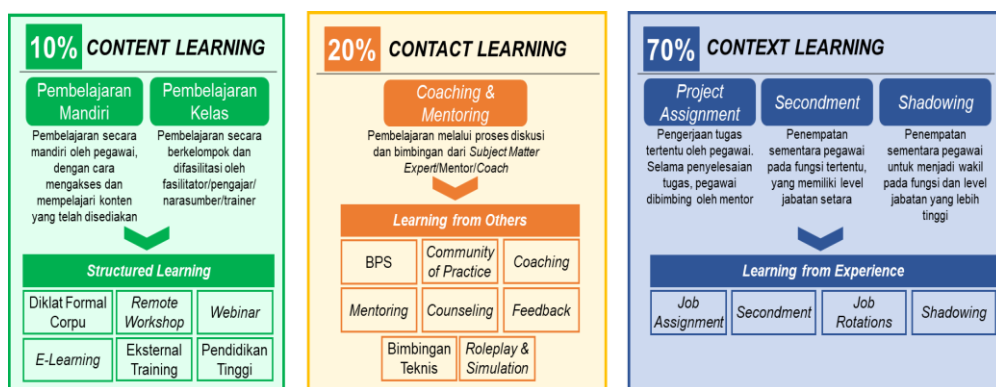 10% CONTENT LEARNING
Pembelajaran
Mandiri
Pembelajaran secara
mandiri oleh pegawai,
dengan cara
mengakses dan
mempelajari konten
yang telah disediakan
Pembelajaran
Kelas
Pembelajaran secara
berkelompok dan
difasilitasi oleh
fasilitator/pengajar/
narasumber/trainer
Structured Learning
Diklat Formal
Corpu
Remote
Workshop
Webinar
E-Learning
Eksternal
Training
Pendidikan
Tinggi
20% CONTACT LEARNING
Coaching &
Mentoring
Pembelajaran melalui proses diskusi
dan bimbingan dari Subject Matter
Expert/Mentor/Coach
Learning from Others
BPS
Community
of Practice
Coaching
Mentoring
Counseling
Feedback
Bimbingan
Teknis
Roleplay &
Simulation
70% CONTEXT LEARNING
Project
Assignment
Pengerjaan tugas
tertentu oleh pegawai.
Selama penyelesaian
tugas, pegawai
dibimbing oleh mentor
Secondment
Penempatan
sementara pegawai
pada fungsi tertentu,
yang memiliki level
jabatan setara
Shadowing
Penempatan
sementara pegawai
untuk menjadi wakil
pada fungsi dan level
jabatan yang lebih
tinggi
Learning from Experience
Job
Assignment
Secondment
Job
Rotations
Shadowing